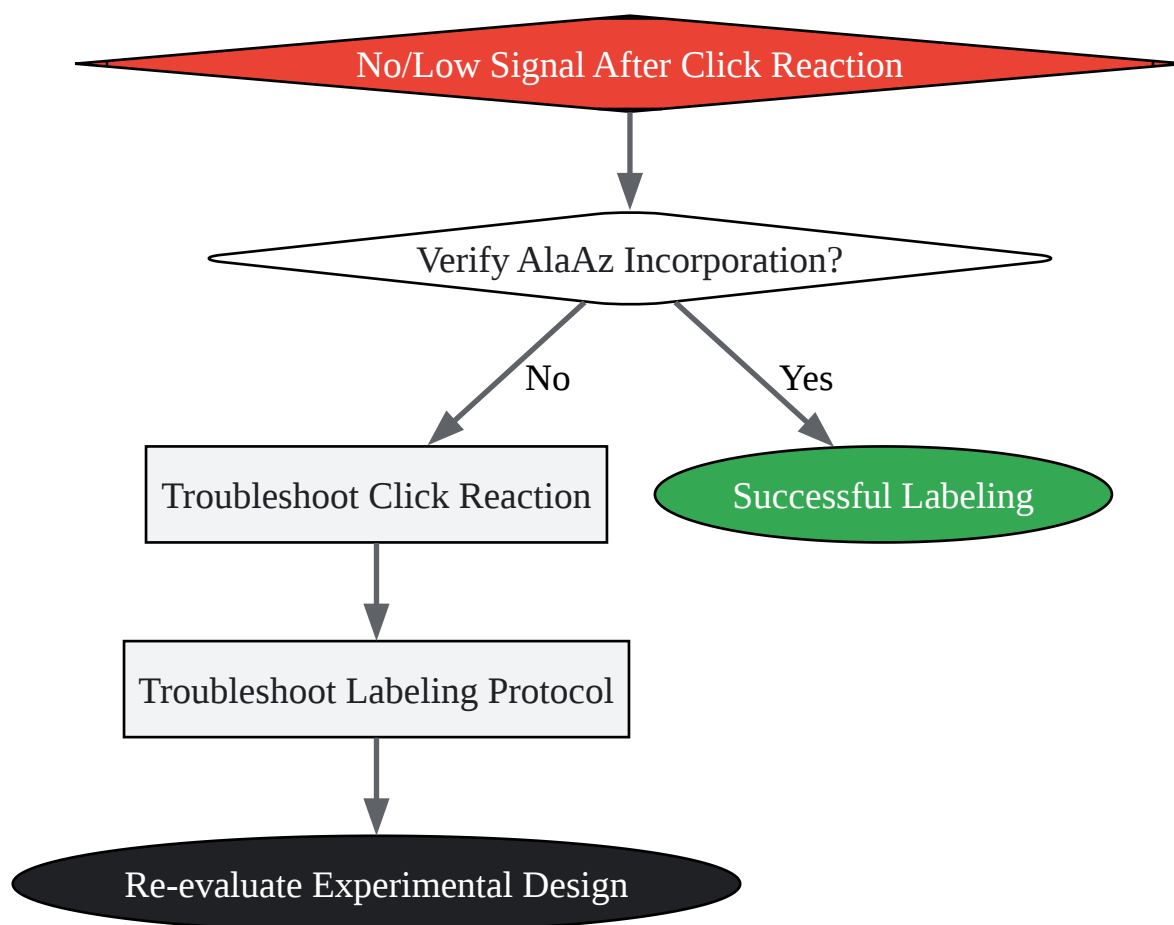 No/Low Signal After Click Reaction
Verify AlaAz Incorporation?
No
Yes
Troubleshoot Click Reaction
Successful Labeling
Troubleshoot Labeling Protocol
Re-evaluate Experimental Design